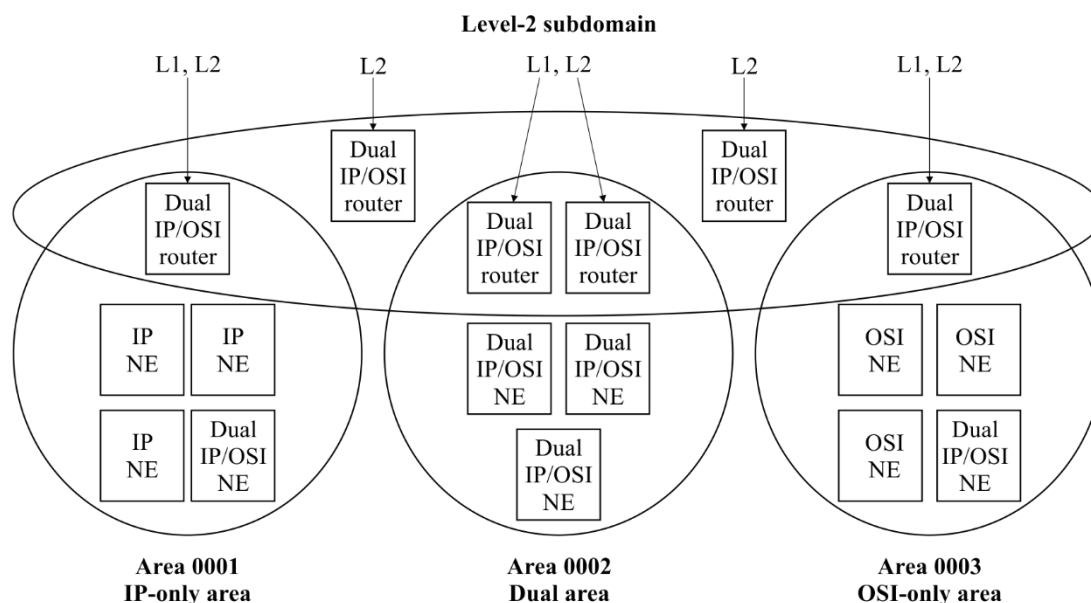 Level-2 subdomain
L1, L2
L2
L1, L2
L2
L1, L2
Dual
IP/OSI
router
Dual
IP/OSI
router
Dual
IP/OSI
router
Dual
IP/OSI
router
Dual
IP/OSI
router
Dual
IP/OSI
router
IP
NE
IP
NE
IP
NE
Dual
IP/OSI
NE
Dual
IP/OSI
NE
Dual
IP/OSI
NE
Dual
IP/OSI
NE
OSI
NE
OSI
NE
OSI
NE
Dual
IP/OSI
NE
Area 0001
IP-only area
Area 0002
Dual area
Area 0003
OSI-only area